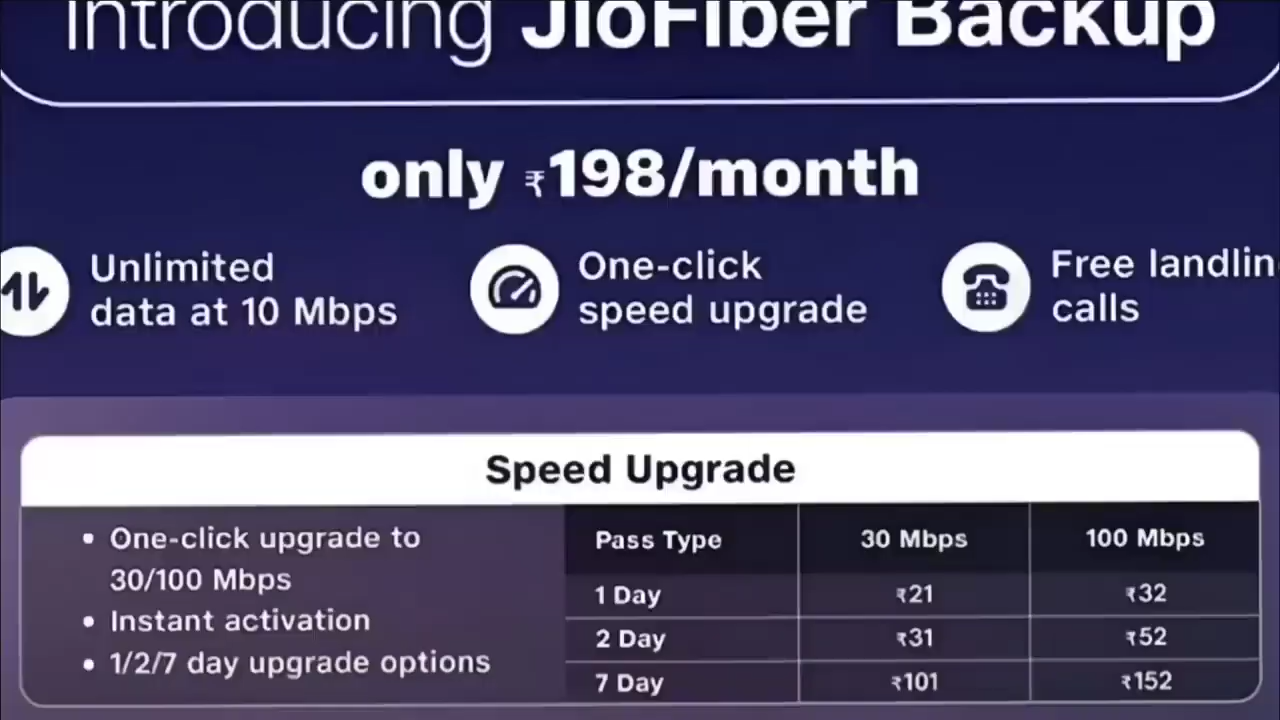 Introducing JioFiber Backup
only ₹198/month
Unlimited
data at 10 Mbps
One-click
speed upgrade
Free landlin
calls
Speed Upgrade
• One-click upgrade to
30/100 Mbps
• Instant activation
• 1/2/7 day upgrade options
Pass Type 30 Mbps 100 Mbps
1 Day ₹21 ₹32
2 Day ₹31 ₹52
7 Day ₹101 ₹152